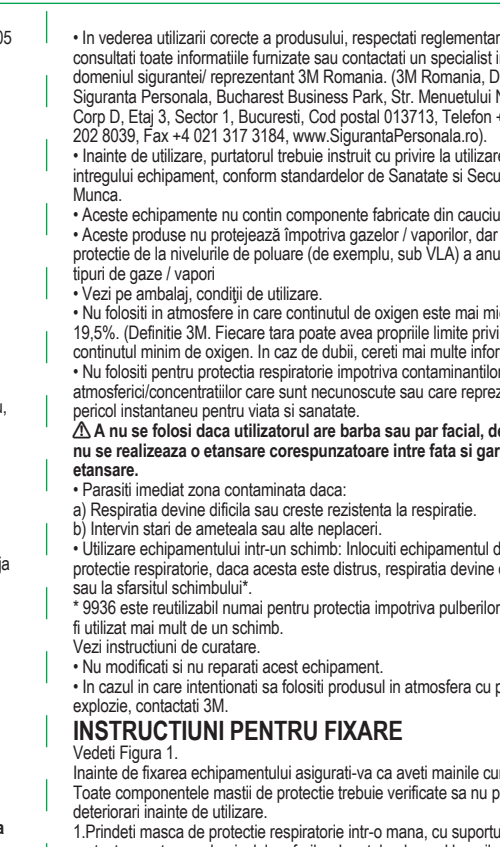 05
• In vederea utilizarii corecte a produsului, respectati reglementar
consultati toate informatiile furnizate sau contactati un specialist i
domeniul sigurantei/ reprezentant 3M Romania. (3M Romania, D
Siguranta Personala, Bucharest Business Park, Str. Menuetului N
Corp D, Etaj 3, Sector 1, Bucuresti, Cod postal 013713, Telefon +
202 8039, Fax +4 021 317 3184, www.SigurantaPersonala.ro).
• Inainte de utilizare, purtatorul trebuie instruit cu privire la utilizare
intregului echipament, conform standardelor de Sanatate si Secu
Munca.
• Aceste echipamente nu contin componente fabricate din cauciu
• Aceste produse nu protejează împotriva gazelor / vaporilor, dar
protectie de la nivelurile de poluare (de exemplu, sub VLA) a anu
tipuri de gaze / vapori
• Vezi pe ambalaj, condiţii de utilizare.
• Nu folositi in atmosfere in care continutul de oxigen este mai mi
19,5%. (Definitie 3M. Fiecare tara poate avea propriile limite privi
continutul minim de oxigen. In caz de dubii, cereti mai multe infor
• Nu folositi pentru protectia respiratorie impotriva contaminantilor
atmosferici/concentratiilor care sunt necunoscute sau care reprez
pericol instantaneu pentru viata si sanatate.
⚠ A nu se folosi daca utilizatorul are barba sau par facial, de
nu se realizeaza o etansare corespunzatoare intre fata si gar
etansare.
• Parasiti imediat zona contaminata daca:
a) Respiratia devine dificila sau creste rezistenta la respiratie.
b) Intervin stari de ameteala sau alte neplaceri.
• Utilizare echipamentului intr-un schimb: Inlocuiti echipamentul d
protectie respiratorie, daca acesta este distrus, respiratia devine
sau la sfarsitul schimbului*.
* 9936 este reutilizabil numai pentru protectia impotriva pulberilor
fi utilizat mai mult de un schimb.
Vezi instructiuni de curatare.
• Nu modificati si nu reparati acest echipament.
• In cazul in care intentionati sa folositi produsul in atmosfera cu p
explozie, contactati 3M.
INSTRUCTIUNI PENTRU FIXARE
Vedeti Figura 1.
Inainte de fixarea echipamentului asigurati-va ca aveti mainile cur
Toate componentele mastii de protectie trebuie verificate sa nu p
deteriorari inainte de utilizare.
1.Prindeti masca de protectie respiratorie intr-o mana, cu suportu